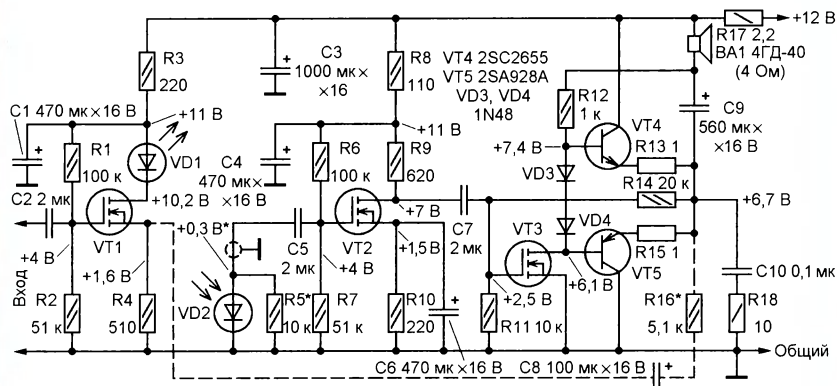 +12 В
R3
220
C3
1000 мк×
×16
R8
110
VT4 2SC2655
VT5 2SA928A
VD3, VD4
1N48
R17 2,2
BA1 4ГД-40
(4 Ом)
C1 470 мк×16 В
+11 В
R12
1 к
C9
560 мк×
×16 В
R1
100 к
VD1
C4
470 мк×
×16 В
R6
100 к
+11 В
R9
620
+7,4 В
VT4
R13 1
VD3
R14 20 к
C2 2 мк
+10,2 В
VT1
+0,3 В*
+7 В
VT2
C7
2 мк
VT3
VD4
+6,7 В
+4 В
+1,6 В
C5
2 мк
+4 В
+1,5 В
R15 1
VT5
+6,1 В
+2,5 В
C10 0,1 мк
Вход
R2
51 к
R4
510
VD2
R5*
10 к
R7
51 к
R10
220
R11 10 к
R16*
5,1 к
R18
10
Общий
C6 470 мк×16 В
C8 100 мк×16 В